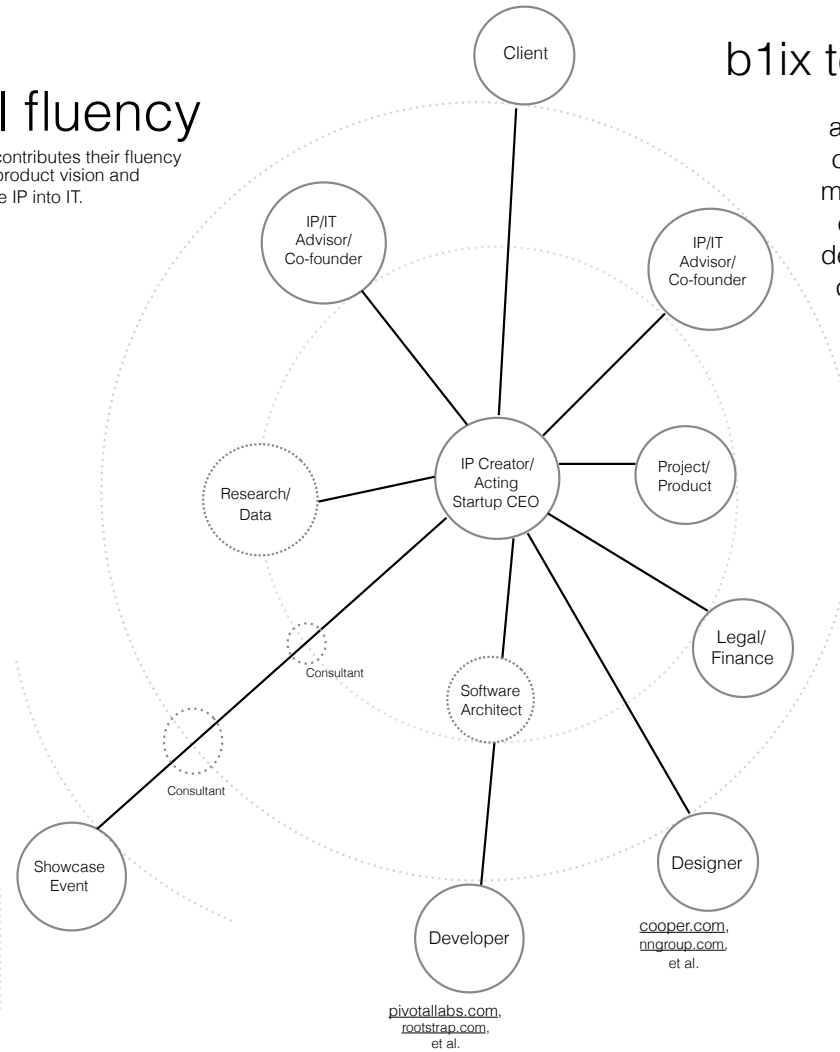 Client
b1ix
fluency
contributes their fluency
product vision and
IP into IT.
IP/IT
Advisor/
Co-founder
IP/IT
Advisor/
Co-founder
IP Creator/
Acting
Startup CEO
Project/
Product
Research/
Data
Legal/
Finance
Consultant
Software
Architect
Consultant
Showcase
Event
Designer
cooper.com,
nngroup.com,
et al.
Developer
pivotallabs.com,
rootstrap.com,
et al.